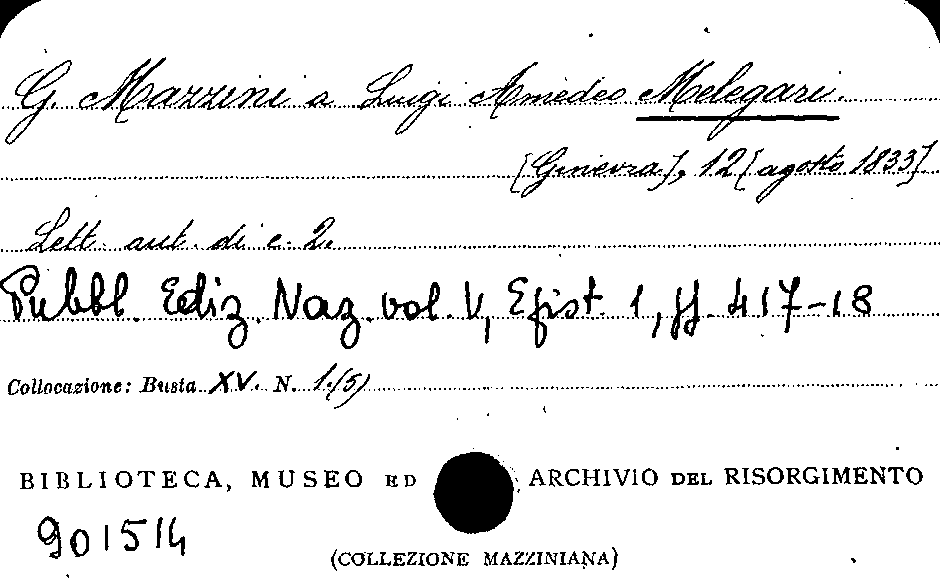 G. Mazzini a Luigi Amedeo Melegari.
[Ginevra], 12 [agosto 1833]
Lett. aut. di c. 2.
Pubbl. Ediz. Naz. vol. V, Epist. 1, pp. 417-18
Collocazione: Busta XV. N. 1.(5)
BIBLIOTECA, MUSEO ED ARCHIVIO DEL RISORGIMENTO
901514
(COLLEZIONE MAZZINIANA)